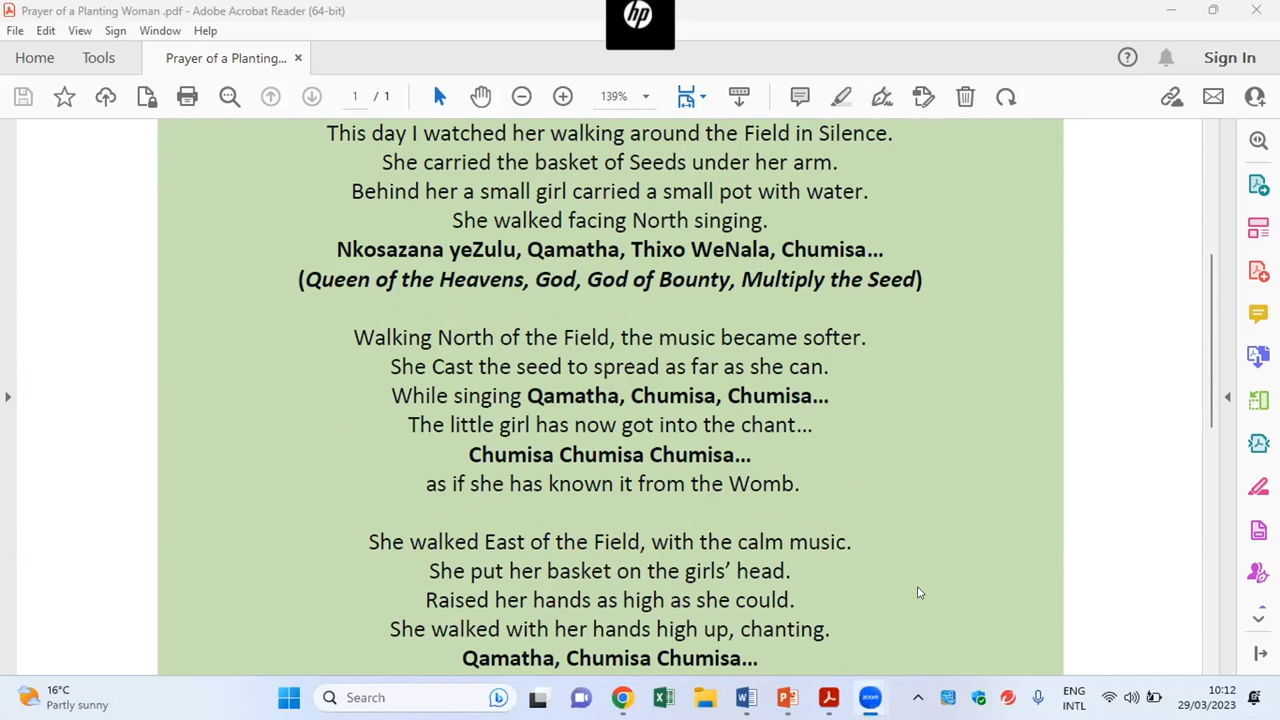 Prayer of a Planting Woman .pdf - Adobe Acrobat Reader (64-bit)
hp
File Edit View Sign Window Help
Home Tools Prayer of a Planting... × Sign In
1 / 1 139%
This day I watched her walking around the Field in Silence.
She carried the basket of Seeds under her arm.
Behind her a small girl carried a small pot with water.
She walked facing North singing.
Nkosazana yeZulu, Qamatha, Thixo WeNala, Chumisa...
(Queen of the Heavens, God, God of Bounty, Multiply the Seed)
Walking North of the Field, the music became softer.
She Cast the seed to spread as far as she can.
While singing Qamatha, Chumisa, Chumisa...
The little girl has now got into the chant...
Chumisa Chumisa Chumisa...
as if she has known it from the Womb.
She walked East of the Field, with the calm music.
She put her basket on the girls’ head.
Raised her hands as high as she could.
She walked with her hands high up, chanting.
Qamatha, Chumisa Chumisa...
16°C
Partly sunny
Search
zoom
ENG
INTL
10:12
29/03/2023